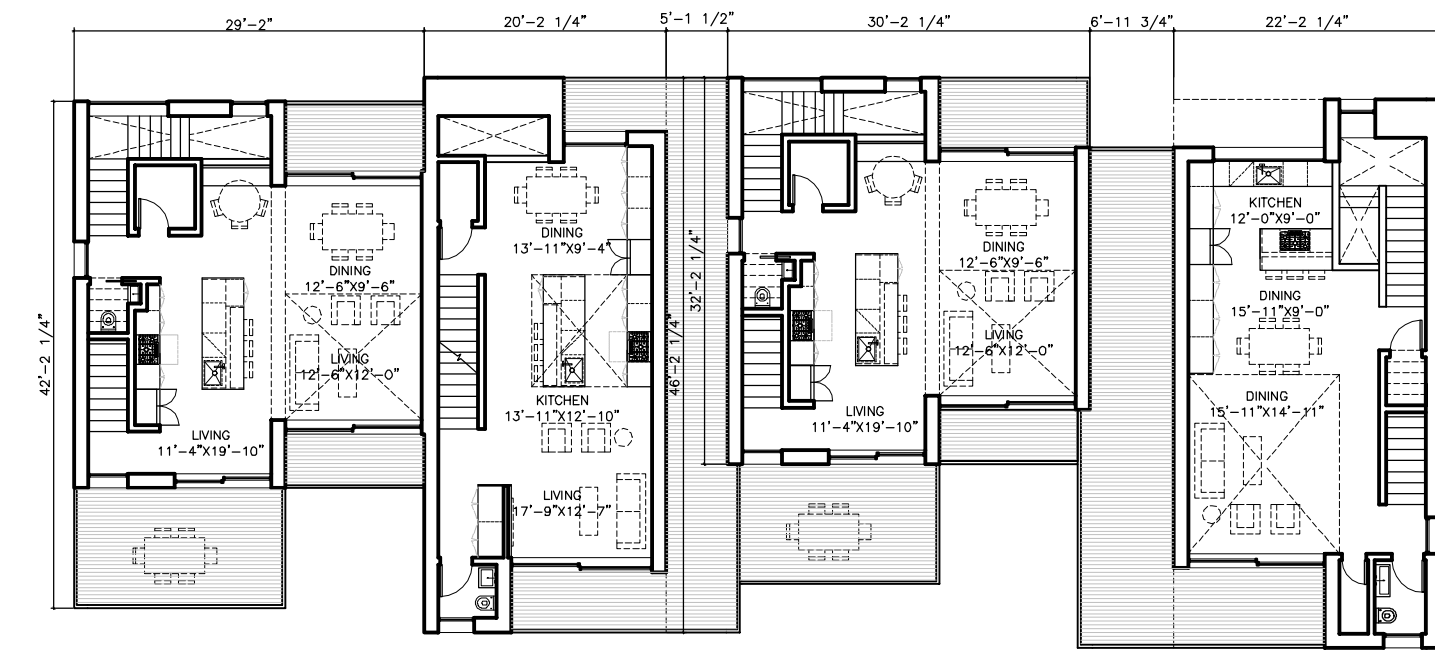 29'-2"
20'-2 1/4"
5'-1 1/2"
30'-2 1/4"
6'-11 3/4"
22'-2 1/4"
42'-2 1/4"
DINING
12'-6"X9'-6"
LIVING
12'-6"X12'-0"
LIVING
11'-4"X19'-10"
DINING
13'-11"X9'-4"
KITCHEN
13'-11"X12'-10"
LIVING
17'-9"X12'-7"
46'-2 1/4"
32'-2 1/4"
DINING
12'-6"X9'-6"
LIVING
12'-6"X12'-0"
LIVING
11'-4"X19'-10"
KITCHEN
12'-0"X9'-0"
DINING
15'-11"X9'-0"
DINING
15'-11"X14'-11"